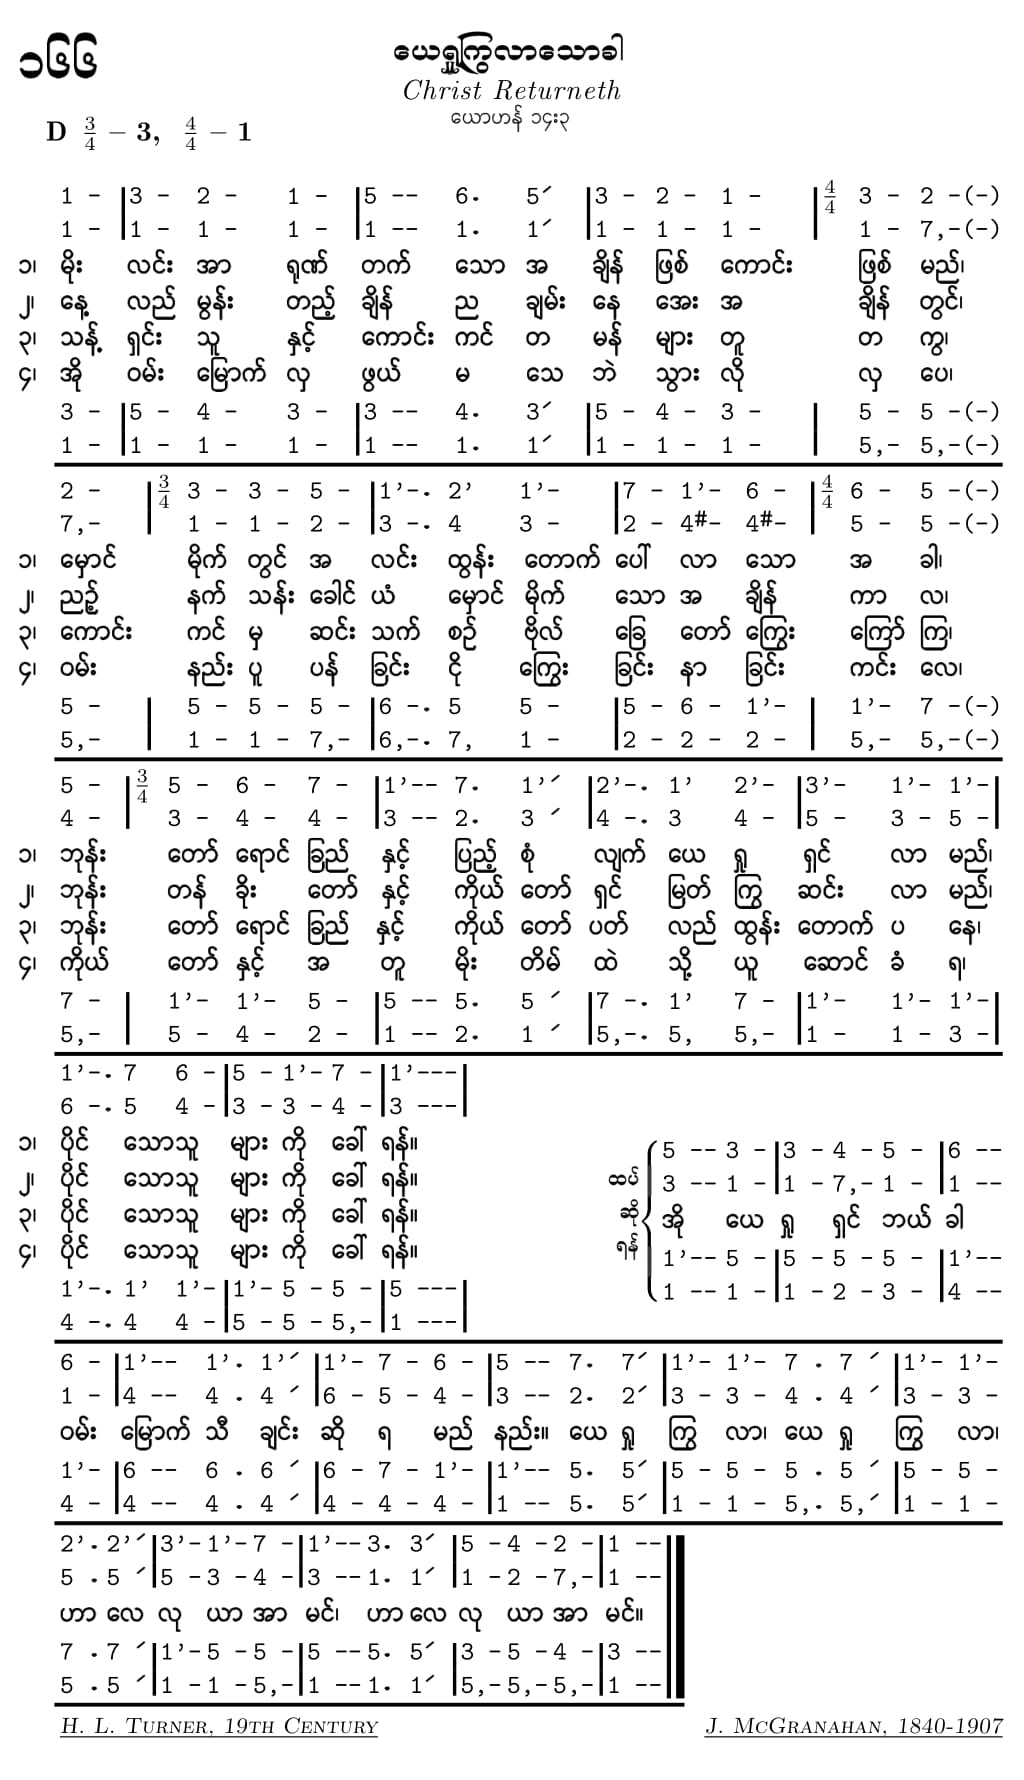 ၁၆၆
ယေရှုကြွလာသောခါ
Christ Returneth
ယောဟန် ၁၄း၃
D 3/4 – 3, 4/4 – 1
1 - |3 - 2 - 1 - |5 -- 6. 5´ |3 - 2 - 1 - |4/4 3 - 2 -(-)
1 - |1 - 1 - 1 - |1 -- 1. 1´ |1 - 1 - 1 - | 1 - 7,-(-)
၁၊ မိုး လင်း အာ ရုဏ် တက် သော အ ချိန် ဖြစ် ကောင်း ဖြစ် မည်၊
၂၊ နေ့ လည် မွန်း တည့် ချိန် ည ချမ်း နေ အေး အ ချိန် တွင်၊
၃၊ သန့် ရှင်း သူ နှင့် ကောင်း ကင် တ မန် များ တူ တ ကွ၊
၄၊ အို ဝမ်း မြောက် လှ ဖွယ် မ သေ ဘဲ သွား လို လှ ပေ၊
3 - |5 - 4 - 3 - |3 -- 4. 3´ |5 - 4 - 3 - | 5 - 5 -(-)
1 - |1 - 1 - 1 - |1 -- 1. 1´ |1 - 1 - 1 - | 5,- 5,-(-)
2 - |3/4 3 - 3 - 5 - |1’-. 2’ 1’- |7 - 1’- 6 - |4/4 6 - 5 -(-)
7,- | 1 - 1 - 2 - |3 -. 4 3 - |2 - 4#- 4#- | 5 - 5 -(-)
၁၊ မှောင် မိုက် တွင် အ လင်း ထွန်း တောက် ပေါ် လာ သော အ ခါ၊
၂၊ ညဉ့် နက် သန်း ခေါင် ယံ မှောင် မိုက် သော အ ချိန် ကာ လ၊
၃၊ ကောင်း ကင် မှ ဆင်း သက် စဉ် ဗိုလ် ခြေ တော် ကြွေး ကြော် ကြ၊
၄၊ ဝမ်း နည်း ပူ ပန် ခြင်း ငို ကြွေး ခြင်း နာ ခြင်း ကင်း လေ၊
5 - | 5 - 5 - 5 - |6 -. 5 5 - |5 - 6 - 1’- | 1’- 7 -(-)
5,- | 1 - 1 - 7,- |6,-. 7, 1 - |2 - 2 - 2 - | 5,- 5,-(-)
5 - |3/4 5 - 6 - 7 - |1’-- 7. 1’´ |2’-. 1’ 2’- |3’- 1’- 1’-|
4 - | 3 - 4 - 4 - |3 -- 2. 3 ´ |4 -. 3 4 - |5 - 3 - 5 -|
၁၊ ဘုန်း တော် ရောင် ခြည် နှင့် ပြည့် စုံ လျက် ယေ ရှု ရှင် လာ မည်၊
၂၊ ဘုန်း တန် ခိုး တော် နှင့် ကိုယ် တော် ရှင် မြတ် ကြွ ဆင်း လာ မည်၊
၃၊ ဘုန်း တော် ရောင် ခြည် နှင့် ကိုယ် တော် ပတ် လည် ထွန်း တောက် ပ နေ၊
၄၊ ကိုယ် တော် နှင့် အ တူ မိုး တိမ် ထဲ သို့ ယူ ဆောင် ခံ ရ၊
7 - | 1’- 1’- 5 - |5 -- 5. 5 ´ |7 -. 1’ 7 - |1’- 1’- 1’-|
5,- | 5 - 4 - 2 - |1 -- 2. 1 ´ |5,-. 5, 5,- |1 - 1 - 3 -|
1’-. 7 6 -|5 - 1’- 7 -|1’---|
6 -. 5 4 -|3 - 3 - 4 -|3 ---|
၁၊ ပိုင် သောသူ များ ကို ခေါ် ရန်။
၂၊ ပိုင် သောသူ များ ကို ခေါ် ရန်။
၃၊ ပိုင် သောသူ များ ကို ခေါ် ရန်။
၄၊ ပိုင် သောသူ များ ကို ခေါ် ရန်။
1’-. 1’ 1’-|1’- 5 - 5 -|5 ---|
4 -. 4 4 -|5 - 5 - 5,-|1 ---|
ထပ်
ဆို
ရန်
5 -- 3 -|3 - 4 - 5 - |6 --
3 -- 1 -|1 - 7,- 1 - |1 --
အို ယေ ရှု ရှင် ဘယ် ခါ
1’-- 5 -|5 - 5 - 5 - |1’--
1 -- 1 -|1 - 2 - 3 - |4 --
6 -|1’-- 1’. 1’´ |1’- 7 - 6 -|5 -- 7. 7´ |1’- 1’- 7 . 7 ´ |1’- 1’-
1 -|4 -- 4 . 4 ´ |6 - 5 - 4 -|3 -- 2. 2´ |3 - 3 - 4 . 4 ´ |3 - 3 -
ဝမ်း မြောက် သီ ချင်း ဆို ရ မည် နည်း။ ယေ ရှု ကြွ လာ၊ ယေ ရှု ကြွ လာ၊
1’-|6 -- 6 . 6 ´ |6 - 7 - 1’-|1’-- 5. 5´ |5 - 5 - 5 . 5 ´ |5 - 5 -
4 -|4 -- 4 . 4 ´ |4 - 4 - 4 -|1 -- 5. 5´ |1 - 1 - 5,. 5,´ |1 - 1 -
2’. 2’´|3’-1’-7 -|1’--3. 3´ |5 -4 -2 -|1 --||
5 .5 ´|5 -3 -4 -|3 --1. 1´ |1 -2 -7,-|1 --||
ဟာ လေ လု ယာ အာ မင်၊ ဟာ လေ လု ယာ အာ မင်။
7 .7 ´|1’-5 -5 -|5 --5. 5´ |3 -5 -4 -|3 --||
5 .5 ´|1 -1 -5,-|1 --1. 1´ |5,-5,-5,-|1 --||
H. L. TURNER, 19TH CENTURY
J. MCGRANAHAN, 1840-1907